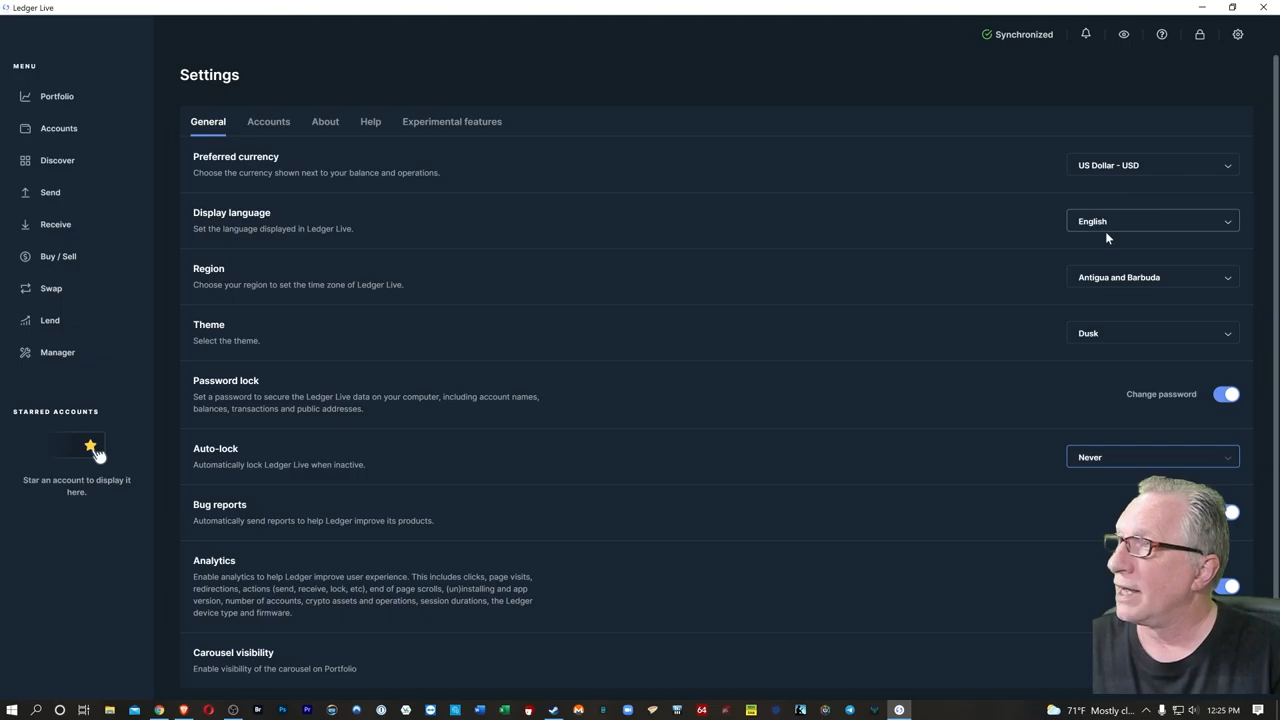 Ledger Live
Synchronized
MENU
Portfolio
Accounts
Discover
Send
Receive
Buy / Sell
Swap
Lend
Manager
STARRED ACCOUNTS
Star an account to display it
here.
Settings
General
Accounts
About
Help
Experimental features
Preferred currency
Choose the currency shown next to your balance and operations.
US Dollar - USD
Display language
Set the language displayed in Ledger Live.
English
Region
Choose your region to set the time zone of Ledger Live.
Antigua and Barbuda
Theme
Select the theme.
Dusk
Password lock
Set a password to secure the Ledger Live data on your computer, including account names,
balances, transactions and public addresses.
Change password
Auto-lock
Automatically lock Ledger Live when inactive.
Never
Bug reports
Automatically send reports to help Ledger improve its products.
Analytics
Enable analytics to help Ledger improve user experience. This includes clicks, page visits,
redirections, actions (send, receive, lock, etc), end of page scrolls, (un)installing and app
version, number of accounts, crypto assets and operations, session durations, the Ledger
device type and firmware.
Carousel visibility
Enable visibility of the carousel on Portfolio
Br
Ps
Pr
64
71°F Mostly cl...
12:25 PM